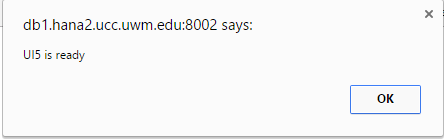 db1.hana2.ucc.uwm.edu:8002 says:
UI5 is ready
OK